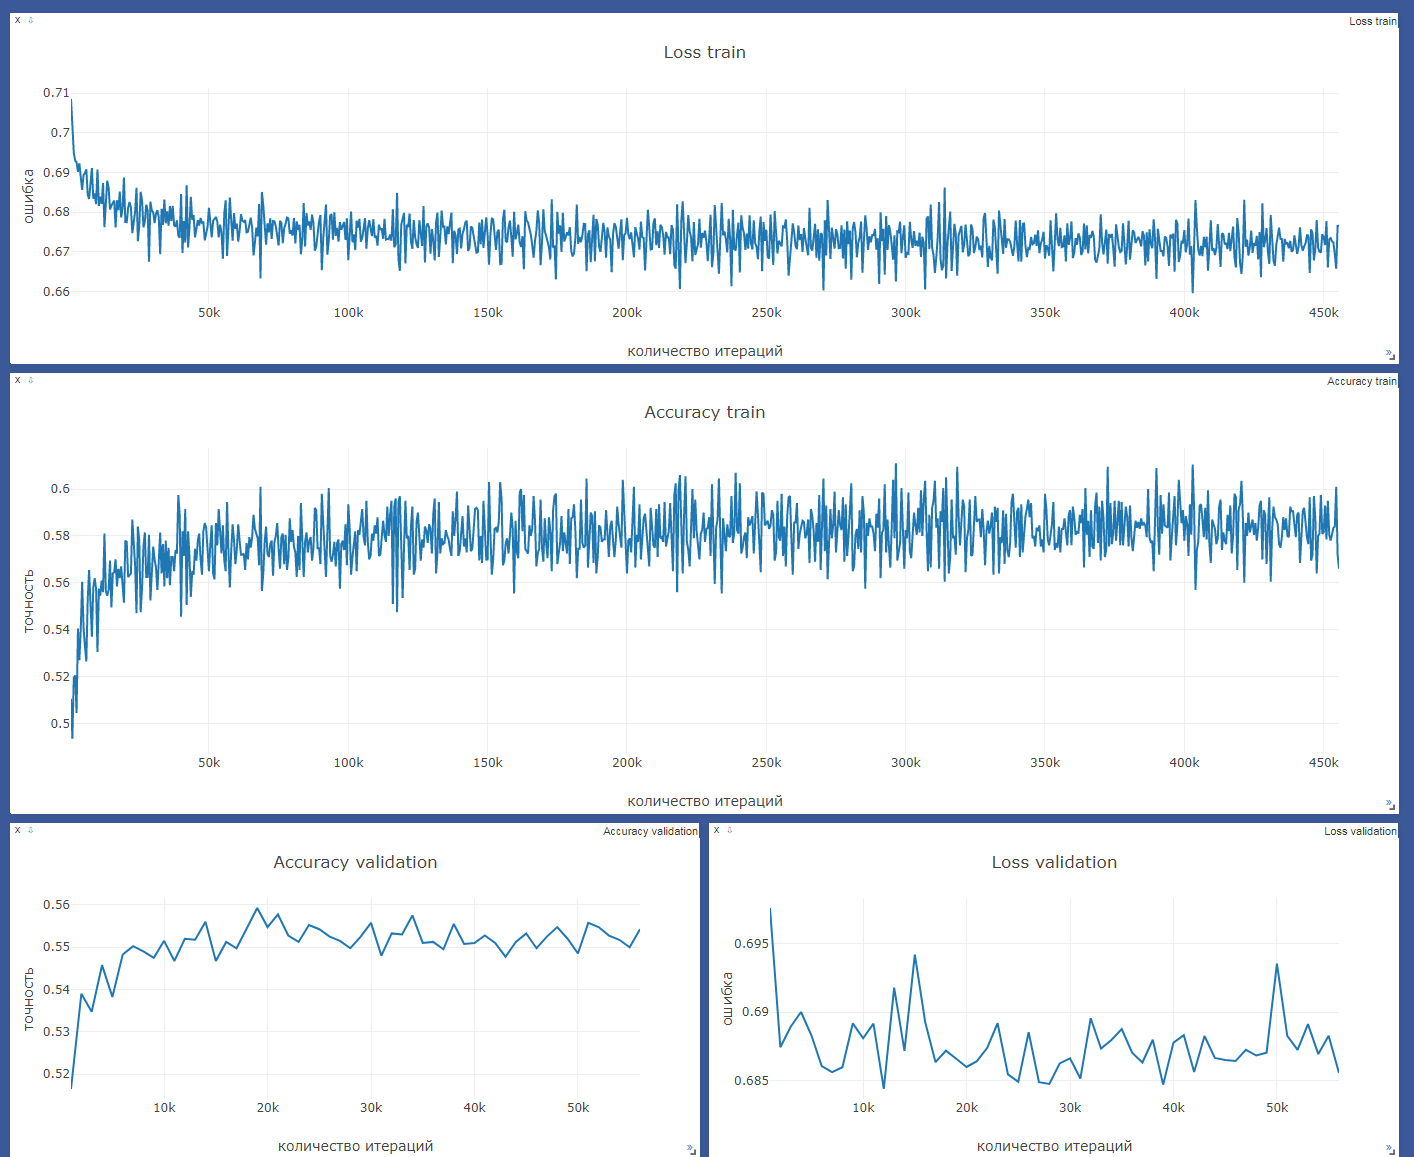 X ⇩ Loss train
Loss train
0.71
0.7
0.69
0.68
0.67
0.66
ошибка
50k 100k 150k 200k 250k 300k 350k 400k 450k
количество итераций
»
X ⇩ Accuracy train
Accuracy train
0.6
0.58
0.56
0.54
0.52
0.5
точность
50k 100k 150k 200k 250k 300k 350k 400k 450k
количество итераций
»
X ⇩ Accuracy validation
Accuracy validation
0.56
0.55
0.54
0.53
0.52
точность
10k 20k 30k 40k 50k
количество итераций
»
X ⇩ Loss validation
Loss validation
0.695
0.69
0.685
ошибка
10k 20k 30k 40k 50k
количество итераций
»